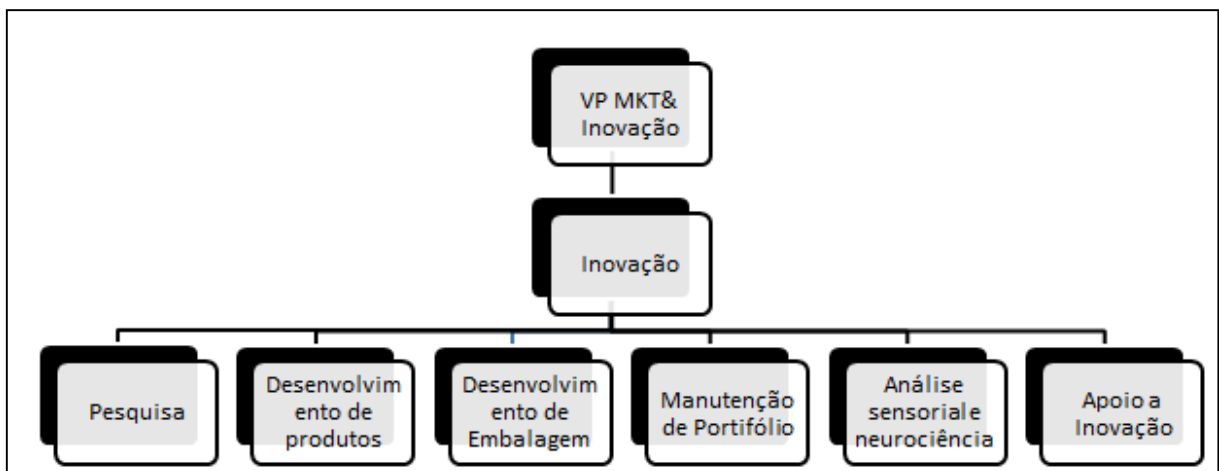 VP MKT&
Inovação
Inovação
Pesquisa
Desenvolvim
ento de
produtos
Desenvolvim
ento de
Embalagem
Manutenção
de Portifólio
Análise
sensoriale
neurociência
Apoio a
Inovação